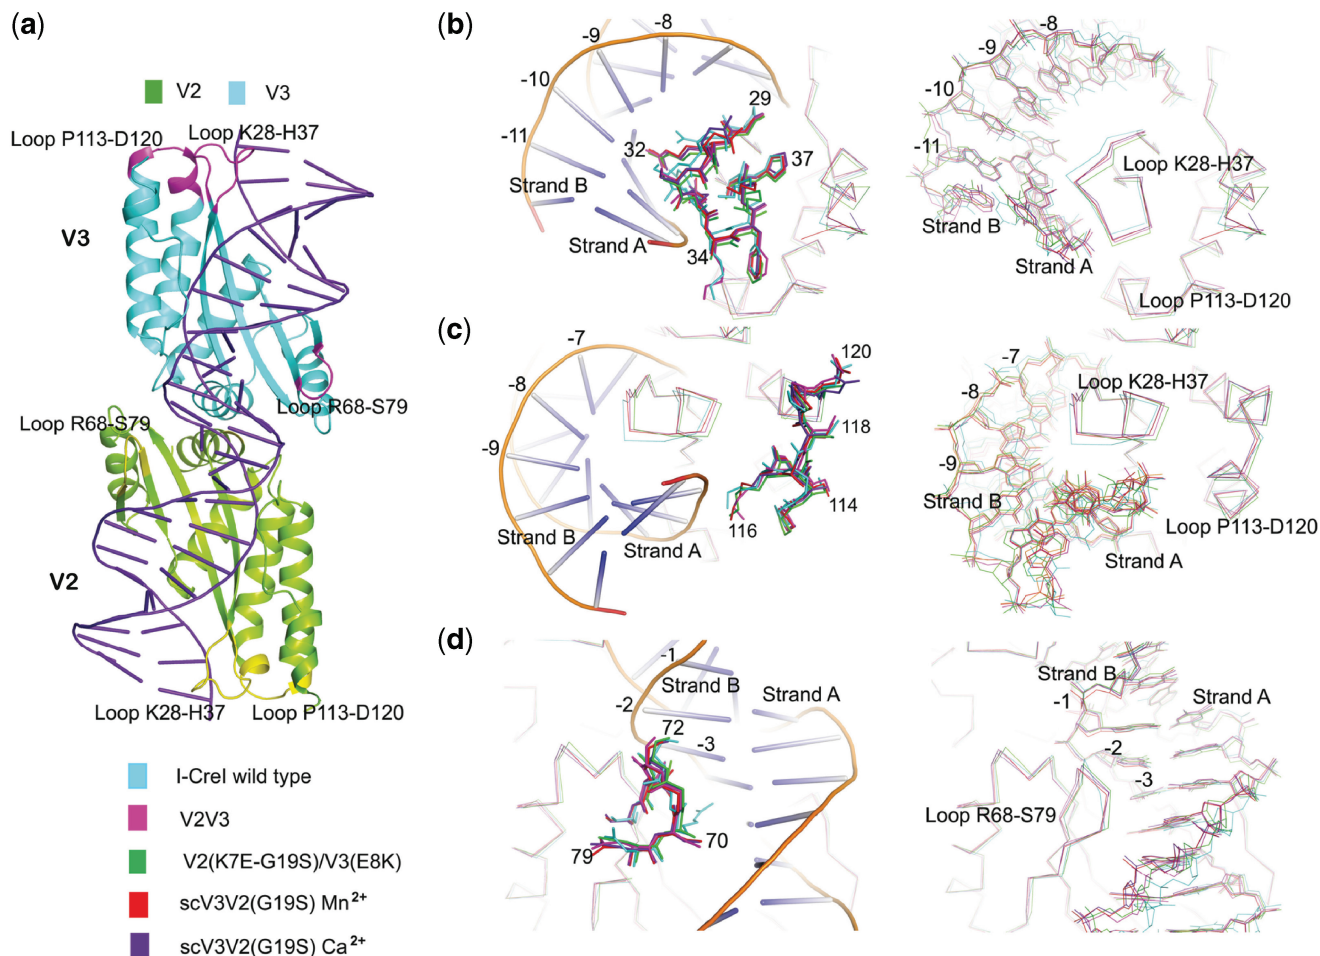 (a)
V2 V3
Loop P113-D120
Loop K28-H37
V3
Loop R68-S79
Loop R68-S79
V2
Loop K28-H37
Loop P113-D120
I-CreI wild type
V2V3
V2(K7E-G19S)/V3(E8K)
scV3V2(G19S) Mn2+
scV3V2(G19S) Ca2+
(b)
-8
-9
-10
-11
29
32
37
Strand B
Strand A
34
-8
-9
-10
-11
Loop K28-H37
Strand B
Strand A
Loop P113-D120
(c)
-7
-8
-9
120
118
114
116
Strand B
Strand A
-7
-8
-9
Loop K28-H37
Strand B
Loop P113-D120
Strand A
(d)
-1
Strand B
Strand A
-2
72
-3
70
79
Strand B
-1
Strand A
-2
-3
Loop R68-S79